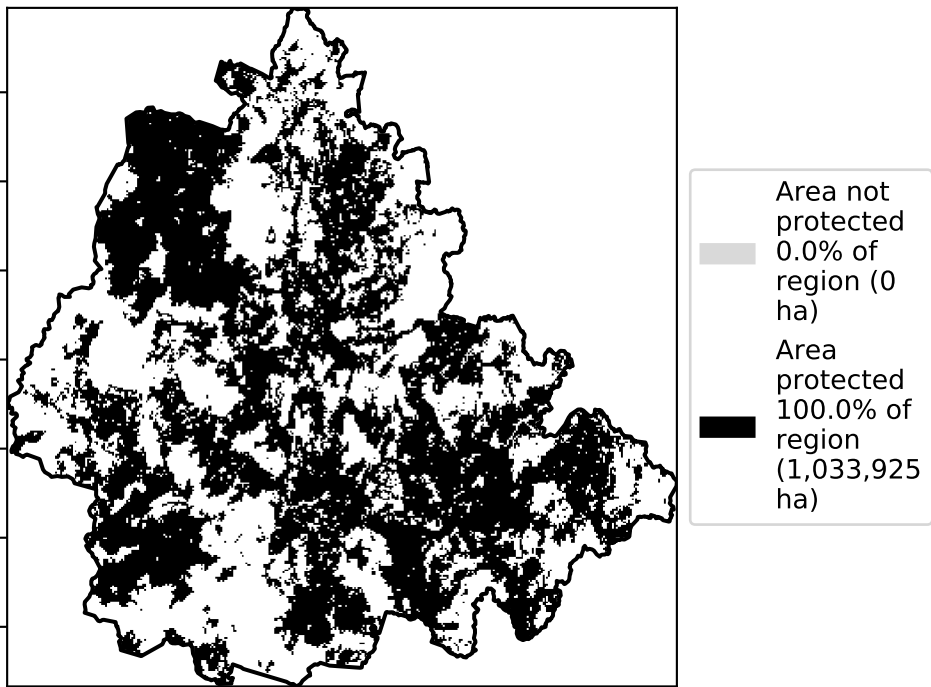 Area not
protected
0.0% of
region (0
ha)
Area
protected
100.0% of
region
(1,033,925
ha)